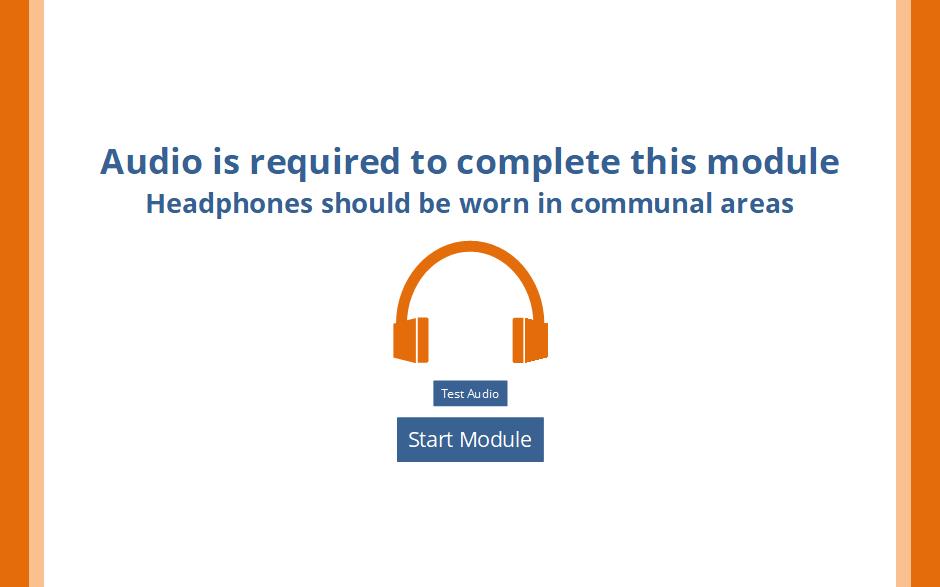 Audio is required to complete this module
Headphones should be worn in communal areas
Test Audio
Start Module